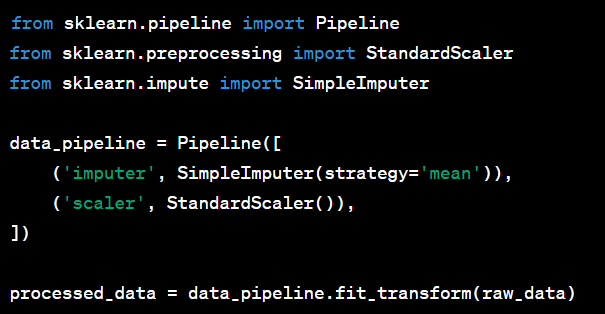 from sklearn.pipeline import Pipeline
from sklearn.preprocessing import StandardScaler
from sklearn.impute import SimpleImputer

data_pipeline = Pipeline([
    ('imputer', SimpleImputer(strategy='mean')),
    ('scaler', StandardScaler()),
])

processed_data = data_pipeline.fit_transform(raw_data)